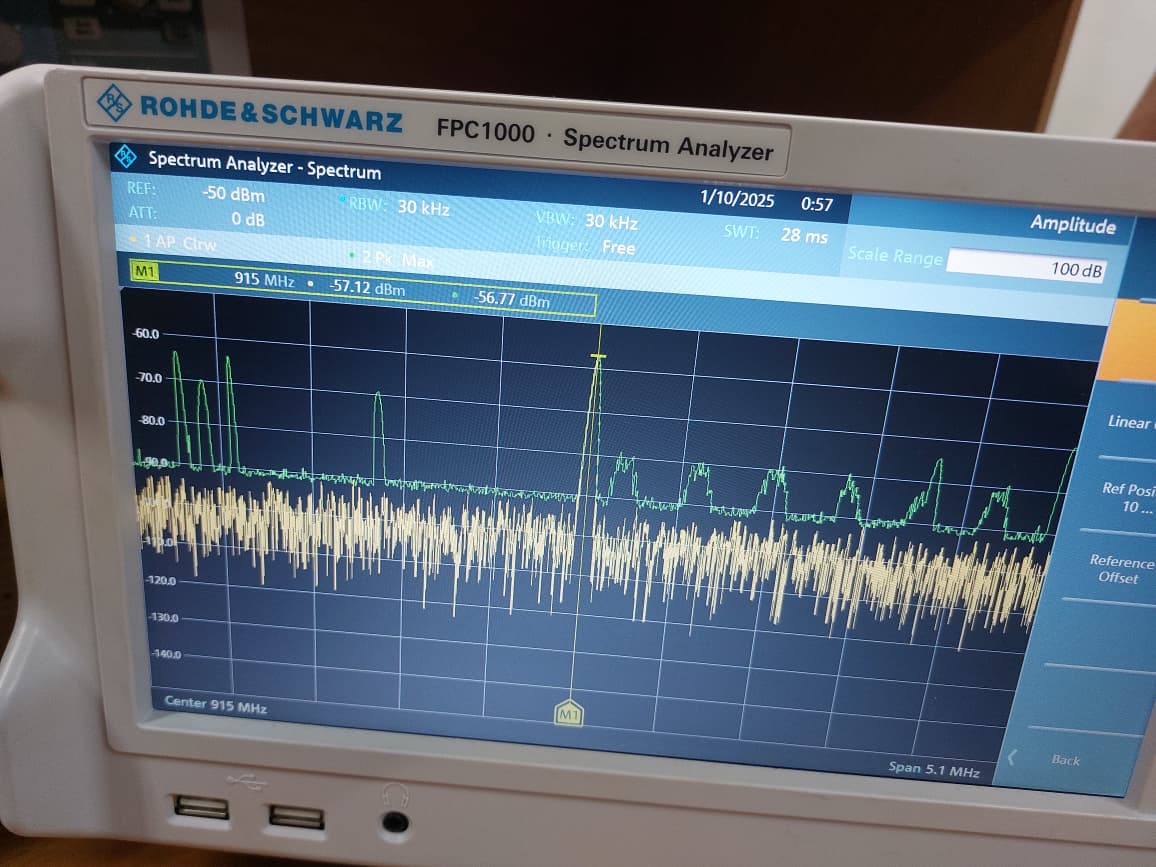 ROHDE&SCHWARZ FPC1000 · Spectrum Analyzer
Spectrum Analyzer - Spectrum
1/10/2025 0:57
REF: -50 dBm RBW: 30 kHz VBW: 30 kHz SWT: 28 ms
ATT: 0 dB Trigger: Free
1 AP Clrw 2 Pk Max
M1 915 MHz -57.12 dBm -56.77 dBm
Amplitude
Scale Range 100 dB
-60.0
-70.0
-80.0
-90.0
-110.0
-120.0
-130.0
-140.0
M1
Center 915 MHz
Span 5.1 MHz
Linear
Ref Posi
10 ...
Reference
Offset
Back